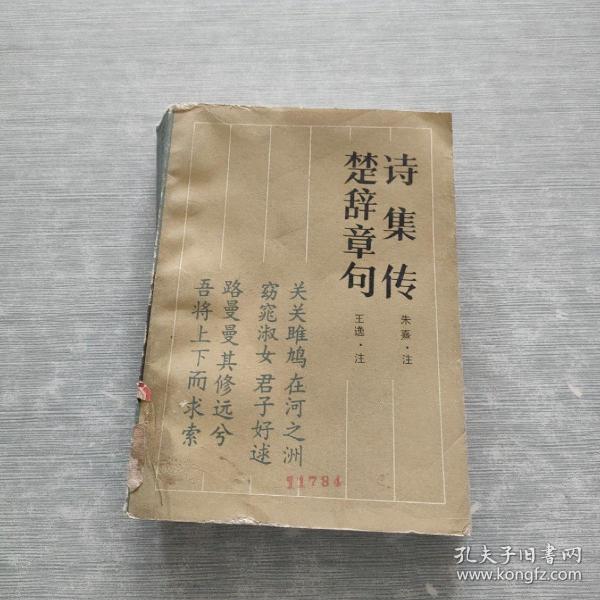 诗集传
朱熹·注
楚辞章句
王逸·注
关关雎鸠在河之洲
窈窕淑女君子好逑
路曼曼其修远兮
吾将上下而求索
11784
孔夫子旧书网
www.kongfz.com